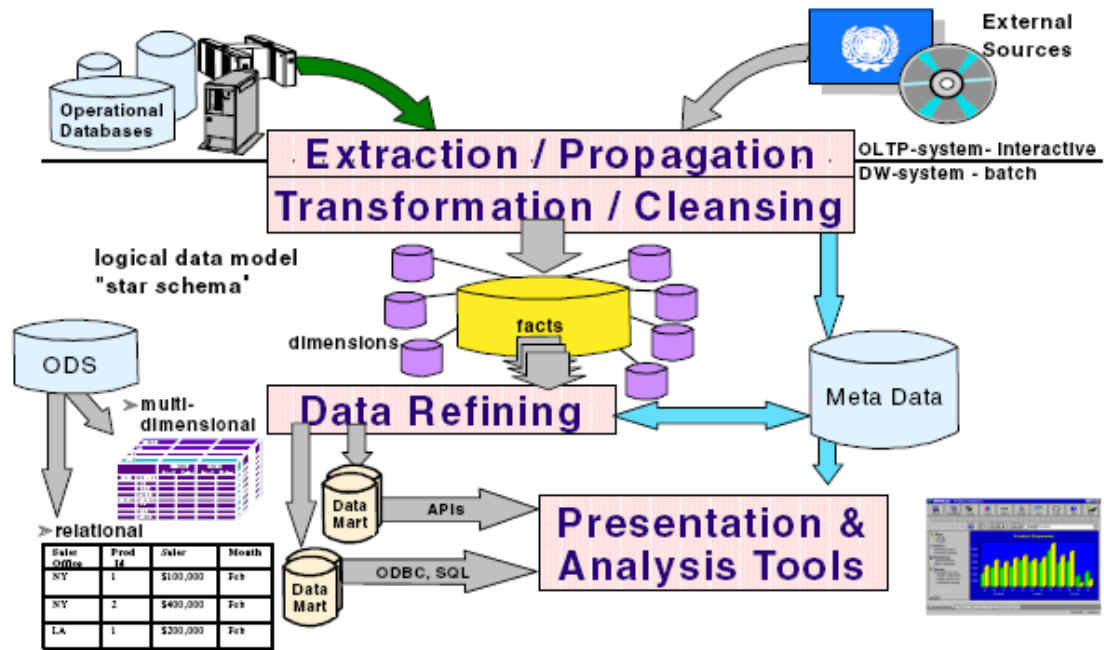 External
Sources
Operational
Databases
Extraction / Propagation
OLTP-system- Interactive
DW-system - batch
Transformation / Cleansing
logical data model
"star schema"
facts
dimensions
ODS
Meta Data
➢ multi-
dimensional
Data Refining
Data
Mart
APIs
Presentation &
Analysis Tools
➢ relational
Data
Mart
ODBC, SQL
Sales Office Prod Id Sales Month
NY 1 $100,000 Feb
NY 2 $400,000 Feb
LA 1 $200,000 Feb